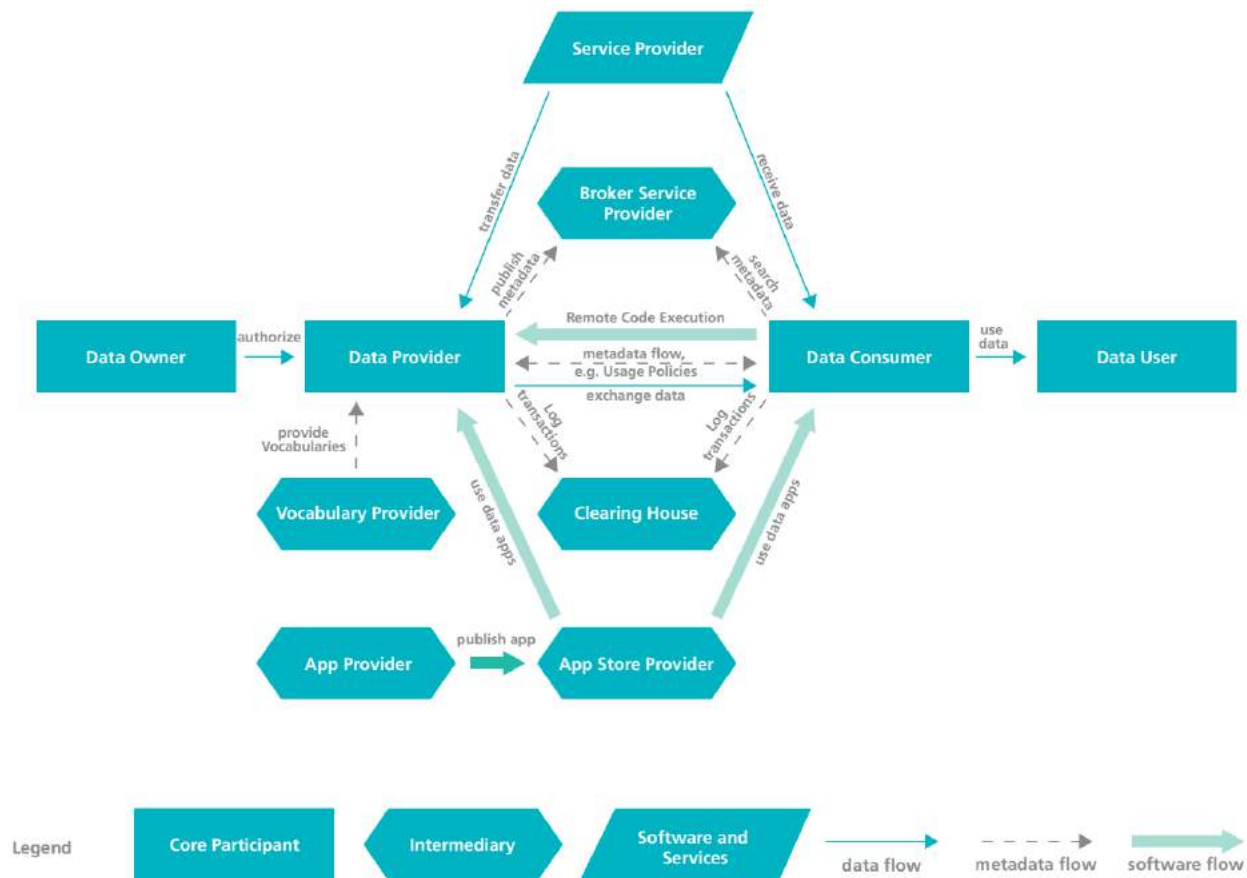 Service Provider
transfer data
receive data
Broker Service
Provider
publish
metadata
search
metadata
Data Owner
authorize
Data Provider
Remote Code Execution
metadata flow,
e.g. Usage Policies
exchange data
Data Consumer
use
data
Data User
provide
Vocabularies
Log
transactions
Log
transactions
Vocabulary Provider
use data apps
Clearing House
use data apps
App Provider
publish app
App Store Provider
Legend
Core Participant
Intermediary
Software and
Services
data flow
metadata flow
software flow